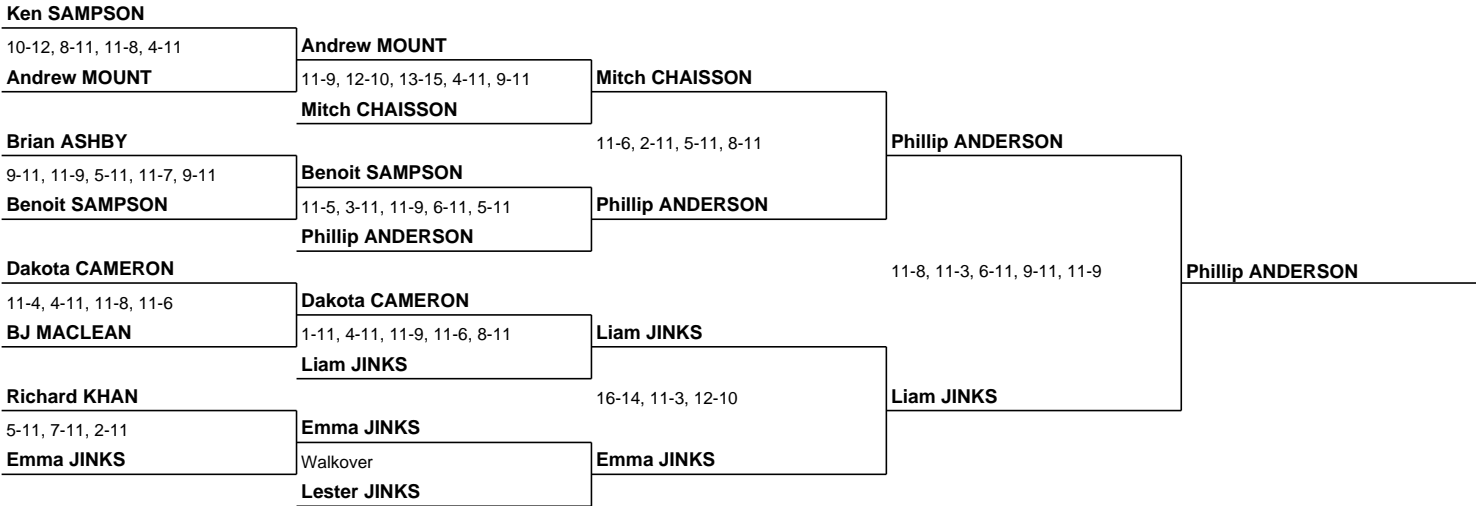 Ken SAMPSON
10-12, 8-11, 11-8, 4-11
Andrew MOUNT
Andrew MOUNT
11-9, 12-10, 13-15, 4-11, 9-11
Mitch CHAISSON
Mitch CHAISSON
Brian ASHBY
11-6, 2-11, 5-11, 8-11
Phillip ANDERSON
9-11, 11-9, 5-11, 11-7, 9-11
Benoit SAMPSON
Benoit SAMPSON
11-5, 3-11, 11-9, 6-11, 5-11
Phillip ANDERSON
Phillip ANDERSON
Dakota CAMERON
11-8, 11-3, 6-11, 9-11, 11-9
Phillip ANDERSON
11-4, 4-11, 11-8, 11-6
Dakota CAMERON
BJ MACLEAN
1-11, 4-11, 11-9, 11-6, 8-11
Liam JINKS
Liam JINKS
Richard KHAN
16-14, 11-3, 12-10
Liam JINKS
5-11, 7-11, 2-11
Emma JINKS
Emma JINKS
Walkover
Emma JINKS
Lester JINKS